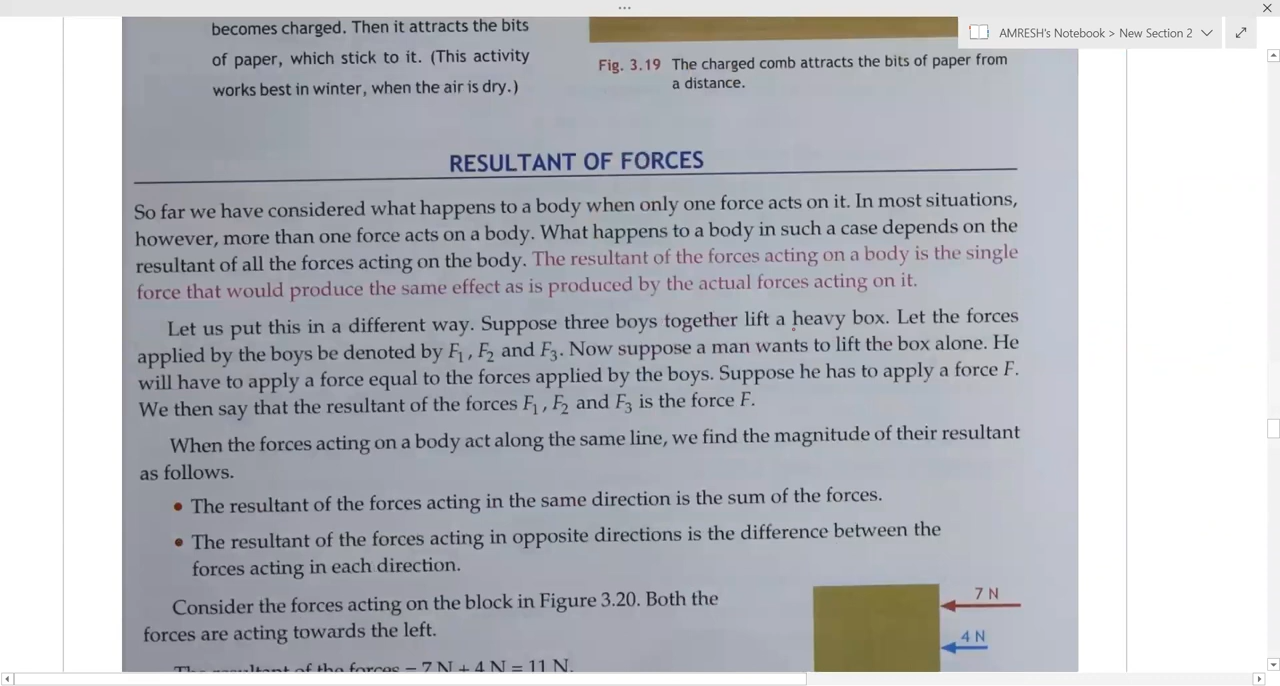 ...
AMRESH's Notebook > New Section 2
becomes charged. Then it attracts the bits
of paper, which stick to it. (This activity
works best in winter, when the air is dry.)
Fig. 3.19 The charged comb attracts the bits of paper from
a distance.
RESULTANT OF FORCES
So far we have considered what happens to a body when only one force acts on it. In most situations,
however, more than one force acts on a body. What happens to a body in such a case depends on the
resultant of all the forces acting on the body. The resultant of the forces acting on a body is the single
force that would produce the same effect as is produced by the actual forces acting on it.
Let us put this in a different way. Suppose three boys together lift a heavy box. Let the forces
applied by the boys be denoted by F₁, F₂ and F₃. Now suppose a man wants to lift the box alone. He
will have to apply a force equal to the forces applied by the boys. Suppose he has to apply a force F.
We then say that the resultant of the forces F₁, F₂ and F₃ is the force F.
When the forces acting on a body act along the same line, we find the magnitude of their resultant
as follows.
• The resultant of the forces acting in the same direction is the sum of the forces.
• The resultant of the forces acting in opposite directions is the difference between the
forces acting in each direction.
Consider the forces acting on the block in Figure 3.20. Both the
forces are acting towards the left.
7 N
4 N
of the forces = 7 N + 4 N = 11 N.